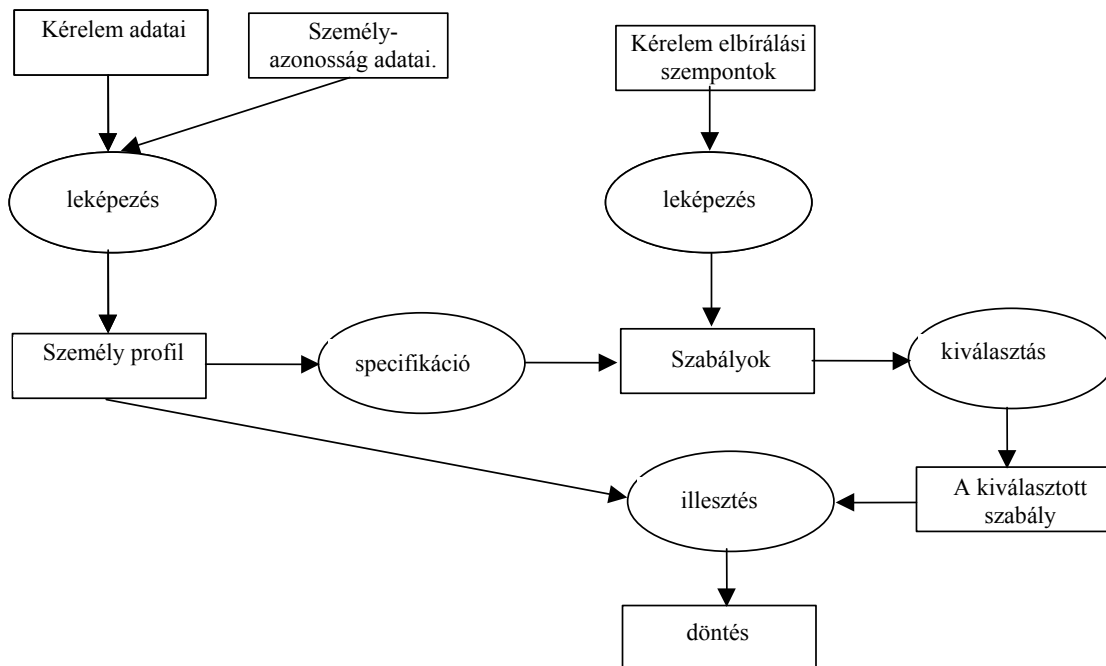 Kérelem adatai
Személy-
azonosság adatai.
Kérelem elbírálási
szempontok
leképezés
leképezés
Személy profil
specifikáció
Szabályok
kiválasztás
illesztés
A kiválasztott
szabály
döntés